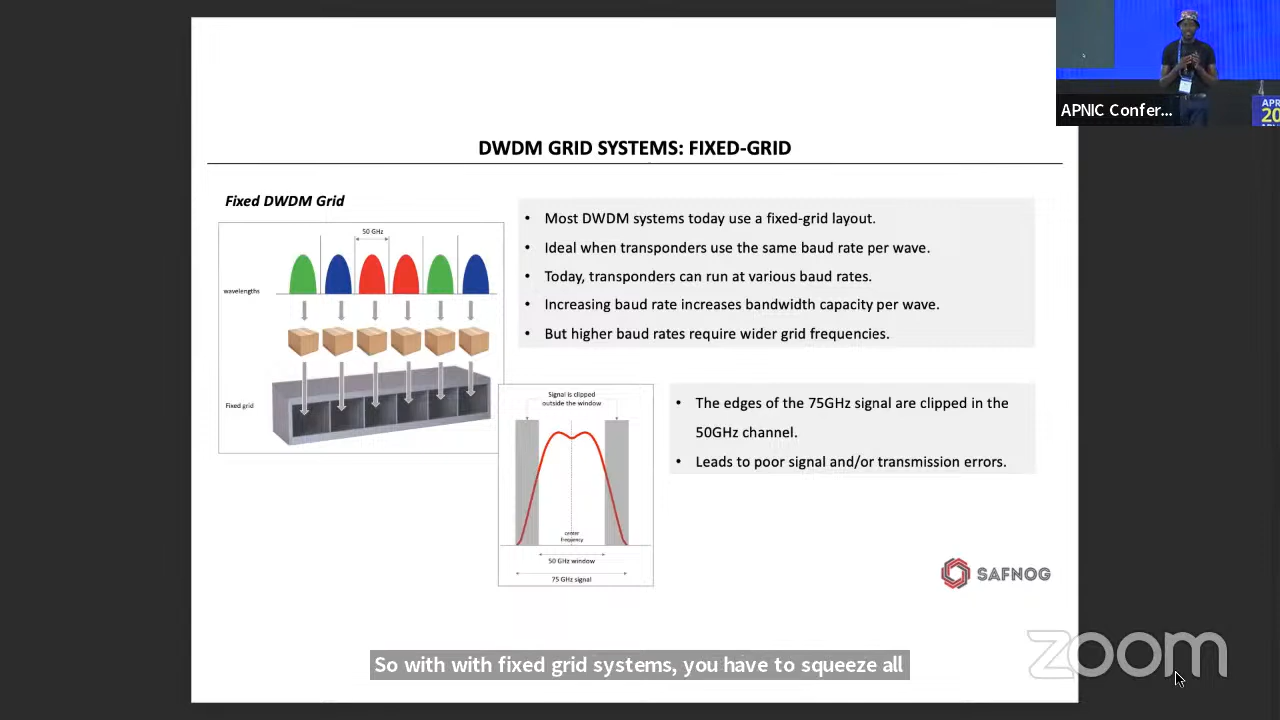 APNIC Confer...
APR
20
DWDM GRID SYSTEMS: FIXED-GRID
Fixed DWDM Grid
50 GHz
wavelengths
Fixed grid
• Most DWDM systems today use a fixed-grid layout.
• Ideal when transponders use the same baud rate per wave.
• Today, transponders can run at various baud rates.
• Increasing baud rate increases bandwidth capacity per wave.
• But higher baud rates require wider grid frequencies.
Signal is clipped
outside the window
center
frequency
50 GHz window
75 GHz signal
• The edges of the 75GHz signal are clipped in the
50GHz channel.
• Leads to poor signal and/or transmission errors.
SAFNOG
So with with fixed grid systems, you have to squeeze all
zoom